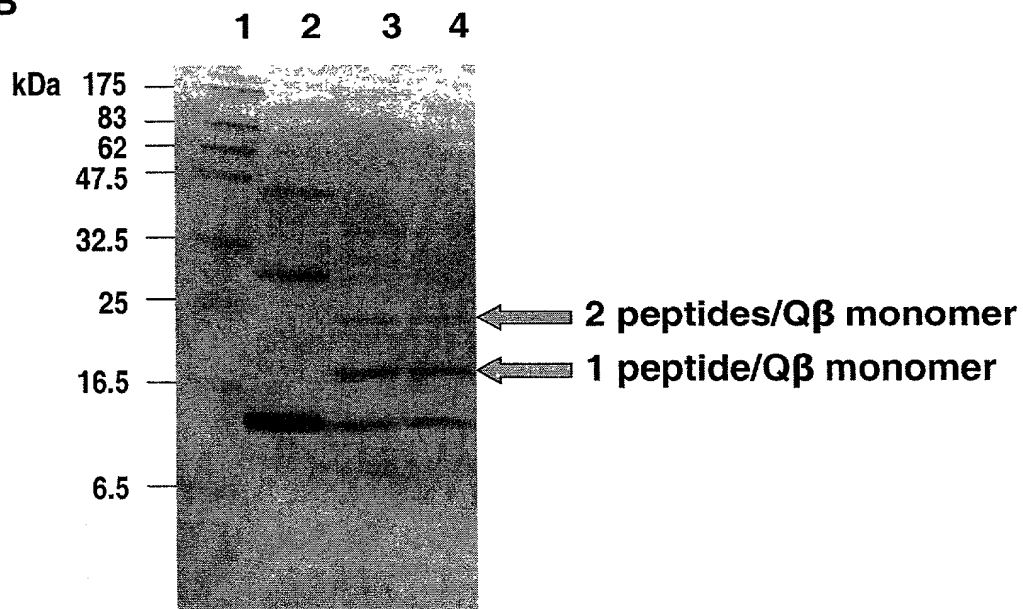 B
1 2 3 4
kDa 175
83
62
47.5
32.5
25
2 peptides/Qβ monomer
1 peptide/Qβ monomer
16.5
6.5